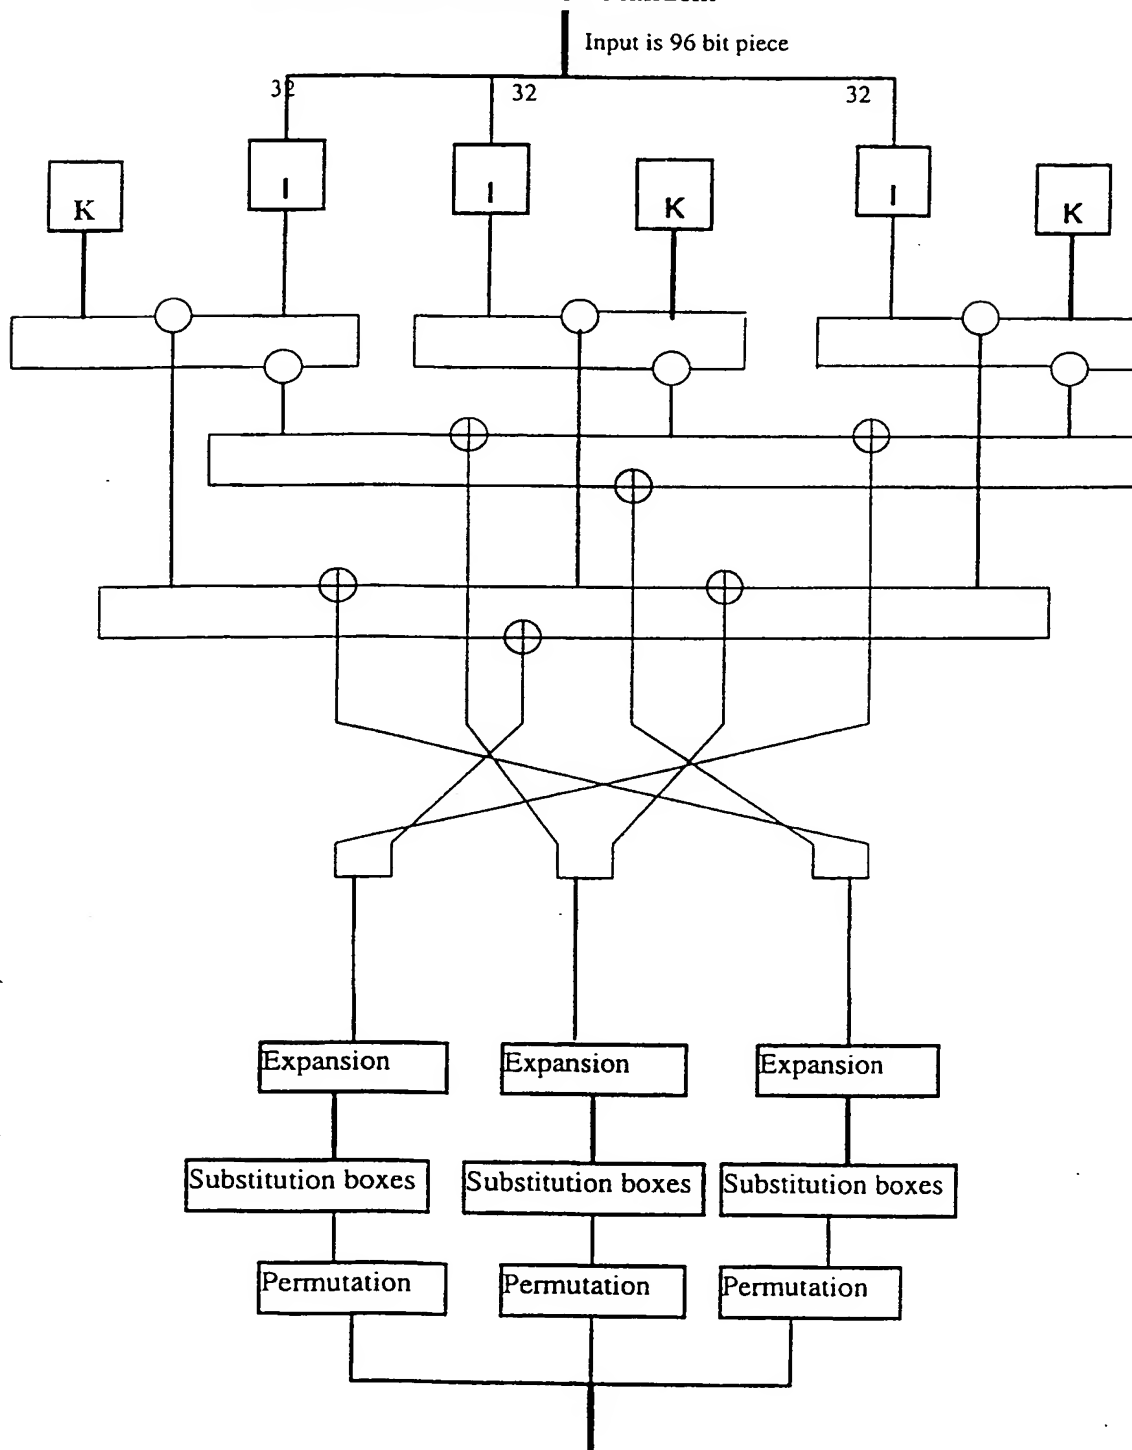 Input is 96 bit piece
32 32 32
I I I
K K K
Expansion Expansion Expansion
Substitution boxes Substitution boxes Substitution boxes
Permutation Permutation Permutation